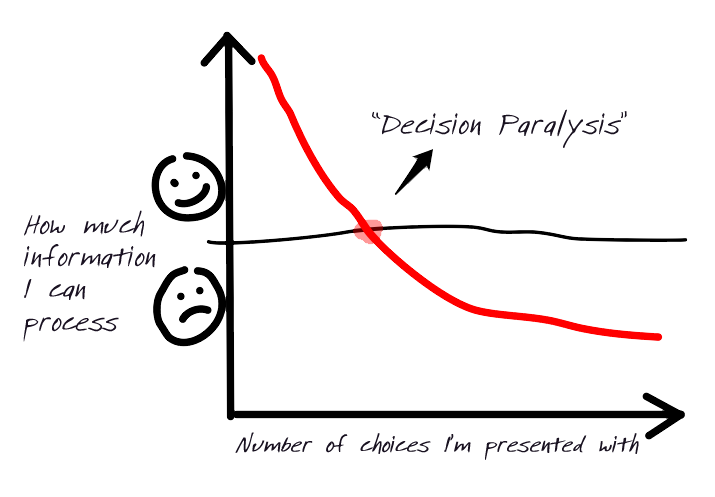 "Decision Paralysis"
How much
information
I can
process
Number of choices I'm presented with